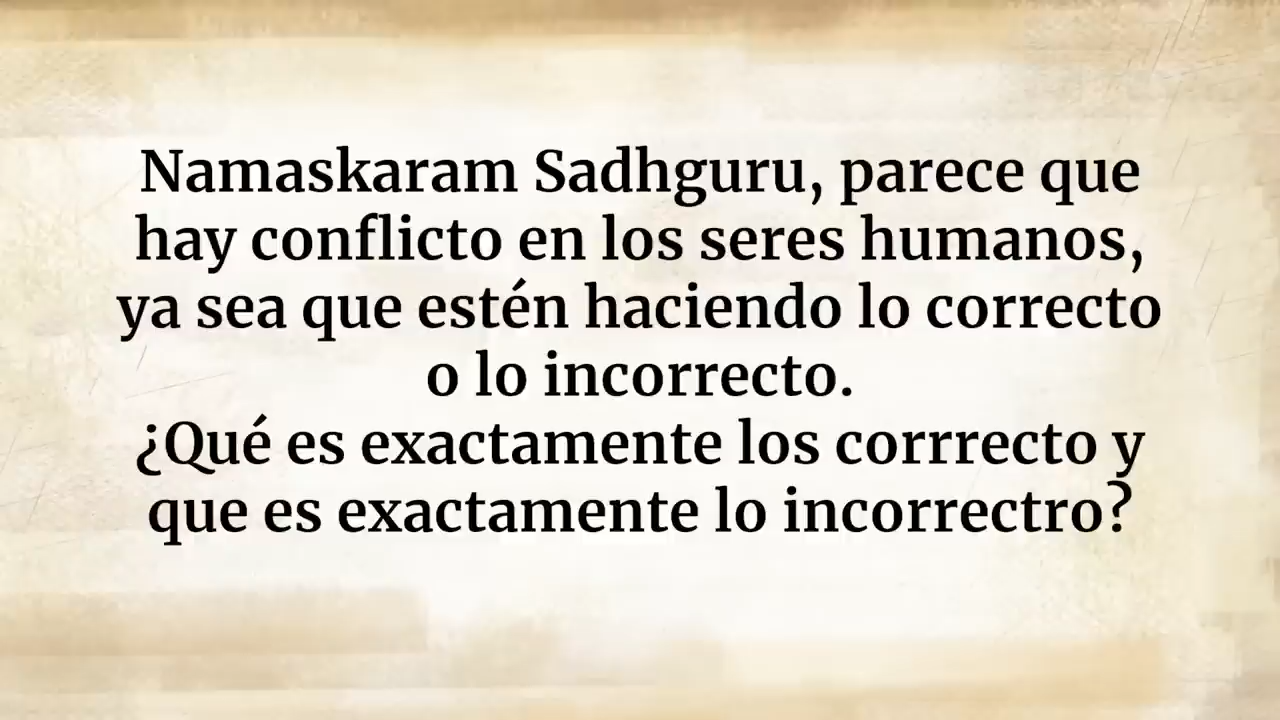 Namaskaram Sadhguru, parece que
hay conflicto en los seres humanos,
ya sea que estén haciendo lo correcto
o lo incorrecto.
¿Qué es exactamente los corrrecto y
que es exactamente lo incorrectro?